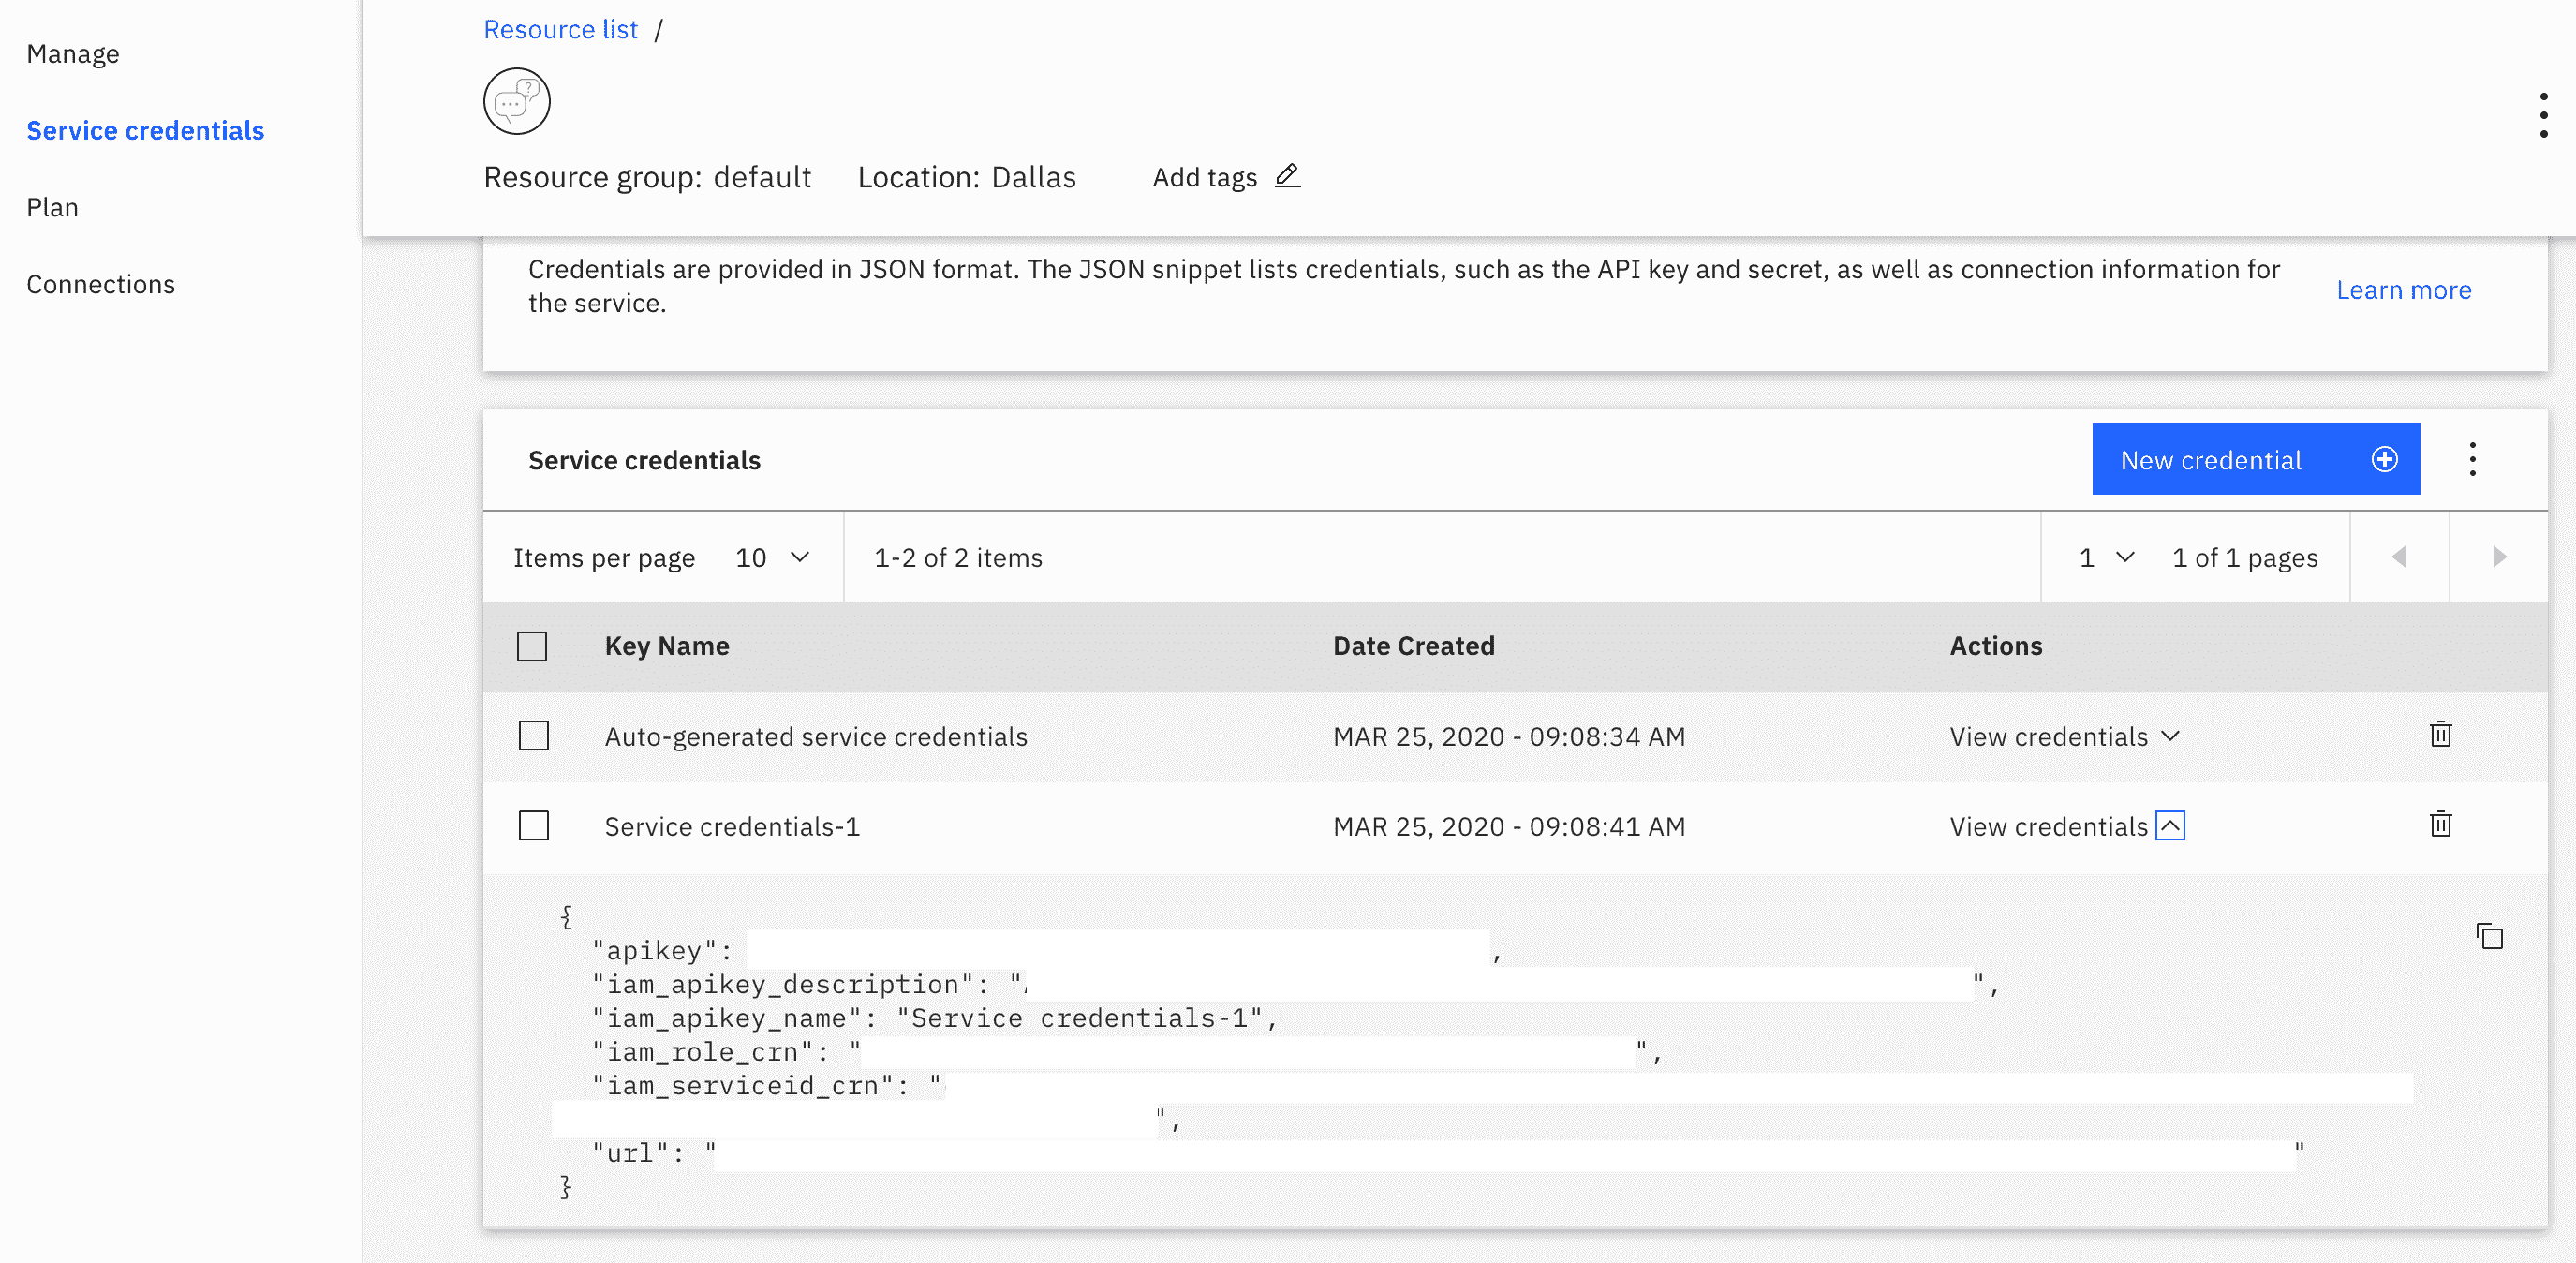 Manage
Service credentials
Plan
Connections
Resource list /
?
Resource group: default Location: Dallas Add tags
Credentials are provided in JSON format. The JSON snippet lists credentials, such as the API key and secret, as well as connection information for
the service.
Learn more
Service credentials New credential
Items per page 10 1-2 of 2 items 1 1 of 1 pages
Key Name Date Created Actions
Auto-generated service credentials MAR 25, 2020 - 09:08:34 AM View credentials
Service credentials-1 MAR 25, 2020 - 09:08:41 AM View credentials
{
"apikey": ,
"iam_apikey_description": " ",
"iam_apikey_name": "Service credentials-1",
"iam_role_crn": " ",
"iam_serviceid_crn": "
",
"url": " "
}